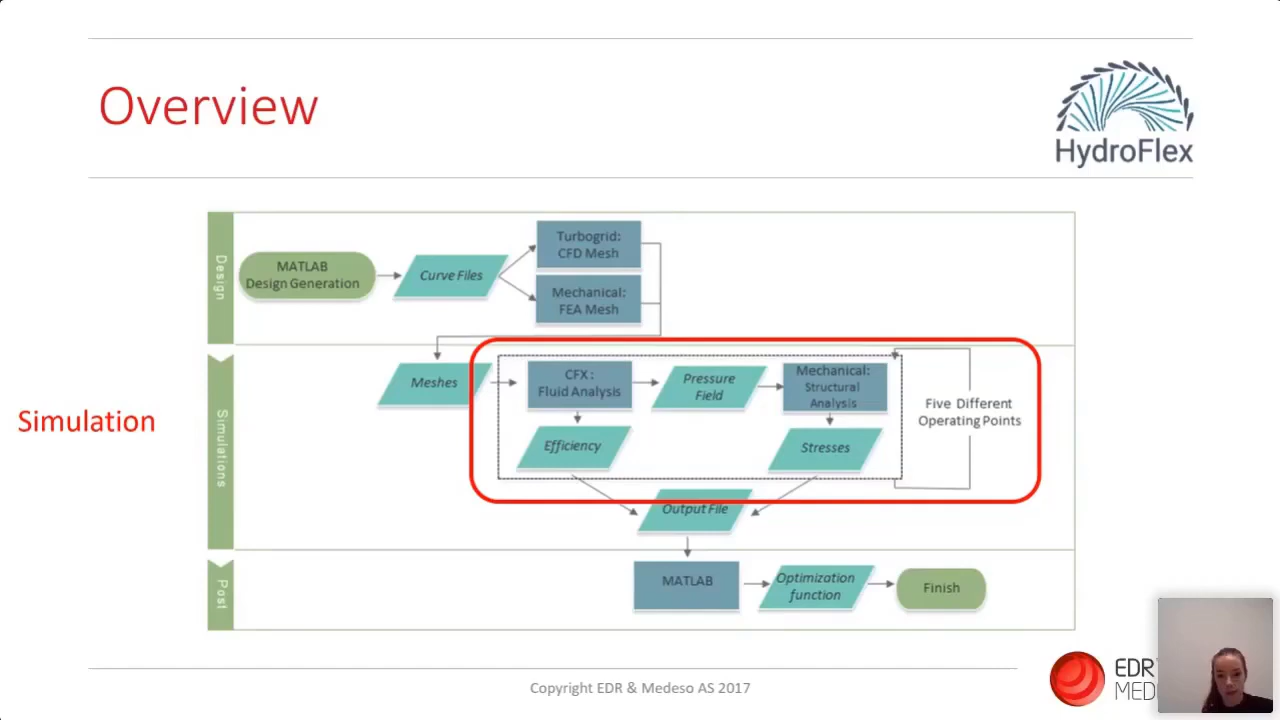 Overview
HydroFlex
Design
MATLAB
Design Generation
Curve Files
Turbogrid:
CFD Mesh
Mechanical:
FEA Mesh
Simulation
Simulations
Meshes
CFX :
Fluid Analysis
Pressure
Field
Mechanical:
Structural
Analysis
Five Different
Operating Points
Efficiency
Stresses
Output File
Post
MATLAB
Optimization
function
Finish
Copyright EDR & Medeso AS 2017
EDR
MED